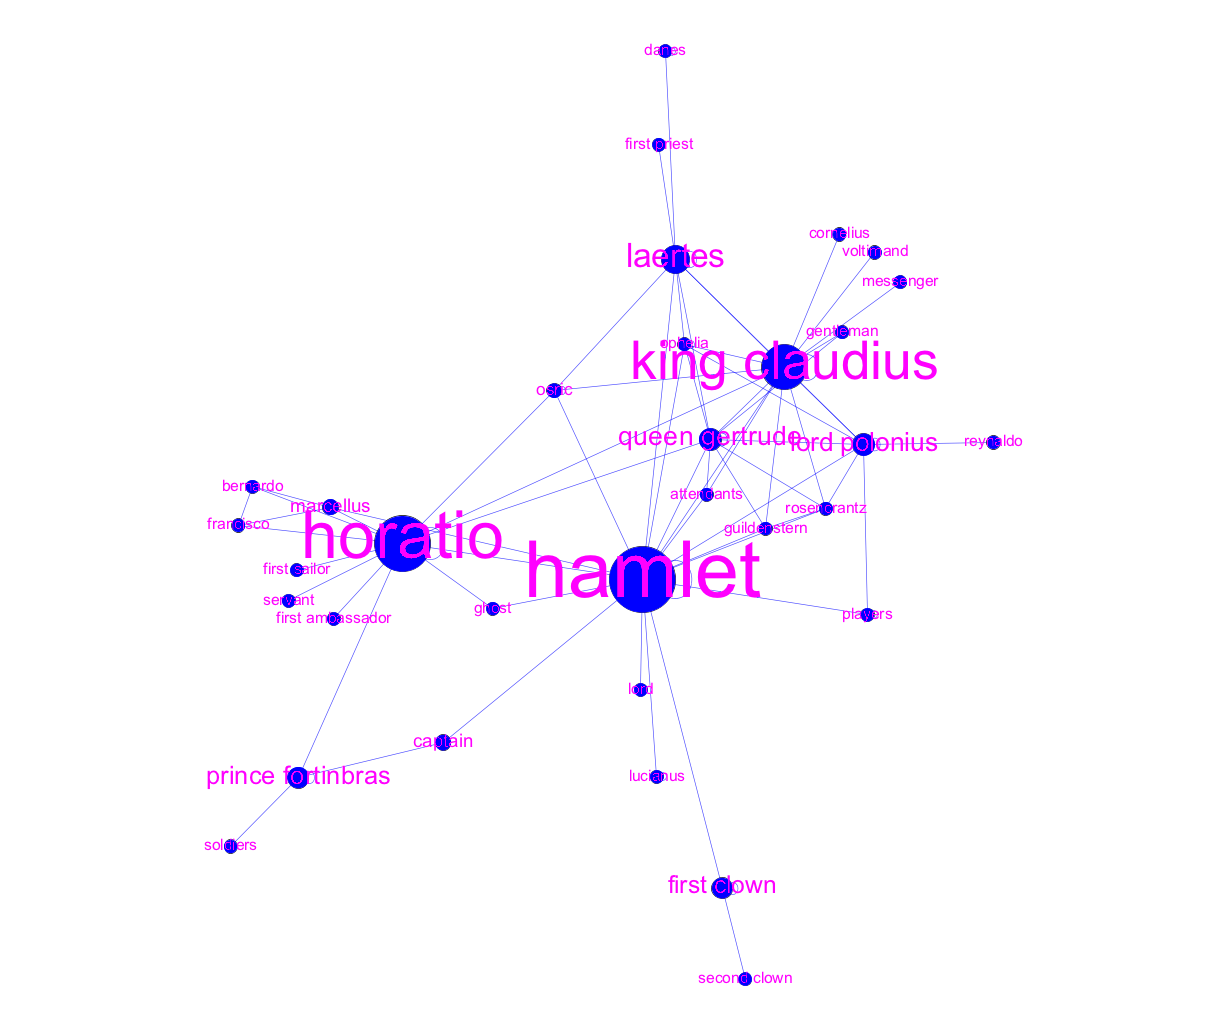 danes
first priest
cornelius
laertes
voltimand
messenger
gentleman
ophelia
king claudius
osric
queen gertrude
lord polonius
reynaldo
bernardo
attendants
marcellus
rosencrantz
francisco
guildenstern
horatio
hamlet
first sailor
servant
ghost
players
first ambassador
lord
captain
prince fortinbras
lucianus
soldiers
first clown
second clown